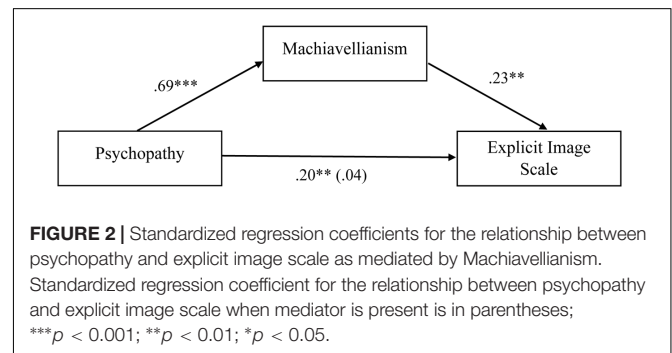 Machiavellianism
.69***
.23**
Psychopathy
Explicit Image
Scale
.20** (.04)
FIGURE 2 | Standardized regression coefficients for the relationship between
psychopathy and explicit image scale as mediated by Machiavellianism.
Standardized regression coefficient for the relationship between psychopathy
and explicit image scale when mediator is present is in parentheses;
***p < 0.001; **p < 0.01; *p < 0.05.